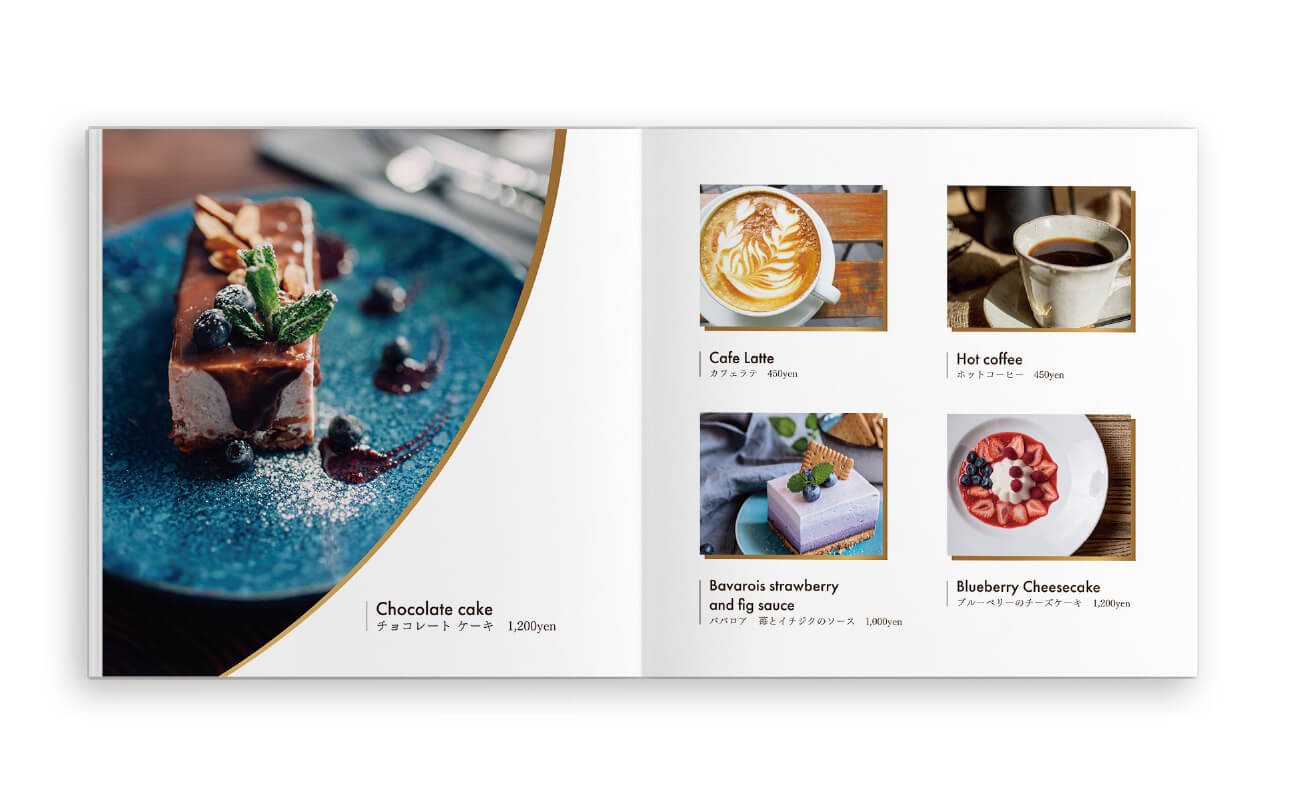 Chocolate cake
チョコレート ケーキ 1,200yen
Cafe Latte
カフェラテ 450yen
Hot coffee
ホットコーヒー 450yen
Bavarois strawberry
and fig sauce
ババロア 苺とイチジクのソース 1,000yen
Blueberry Cheesecake
ブルーベリーのチーズケーキ 1,200yen